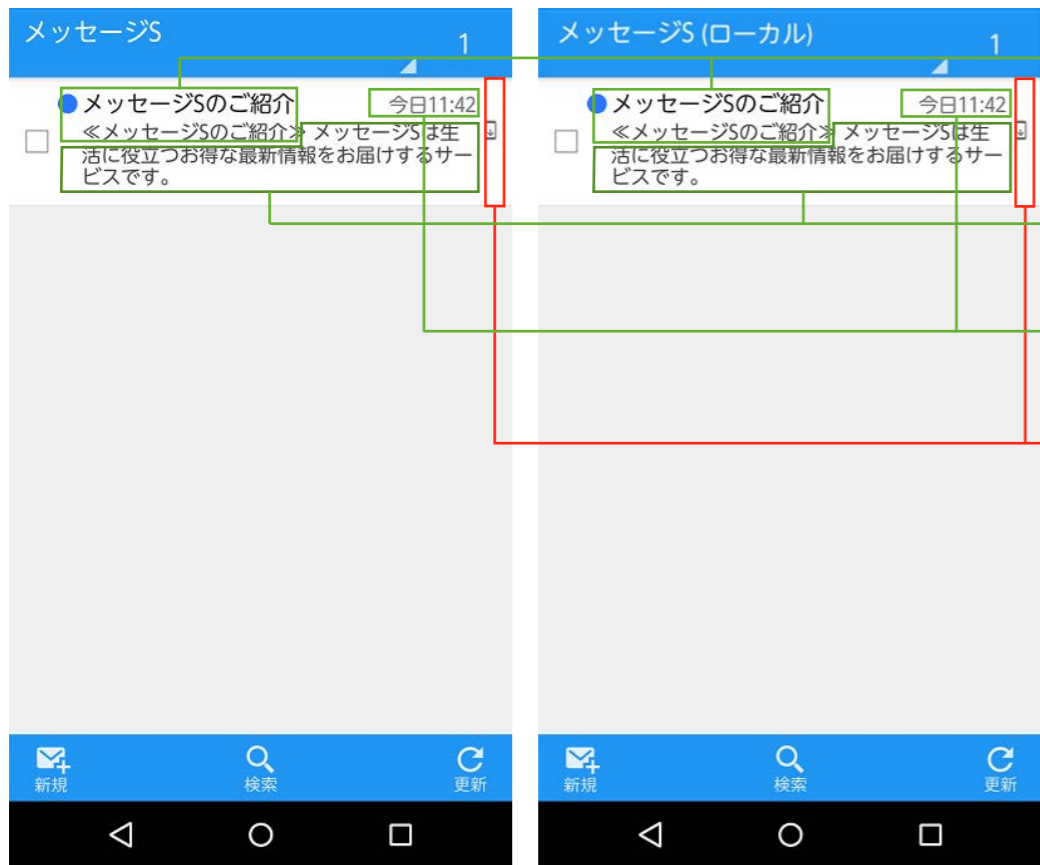 メッセージS
1
メッセージSのご紹介
今日11:42
≪メッセージSのご紹介≫ メッセージSは生
活に役立つお得な最新情報をお届けするサー
ビスです。
新規
検索
更新
メッセージS (ローカル)
1
メッセージSのご紹介
今日11:42
≪メッセージSのご紹介≫ メッセージSは生
活に役立つお得な最新情報をお届けするサー
ビスです。
新規
検索
更新